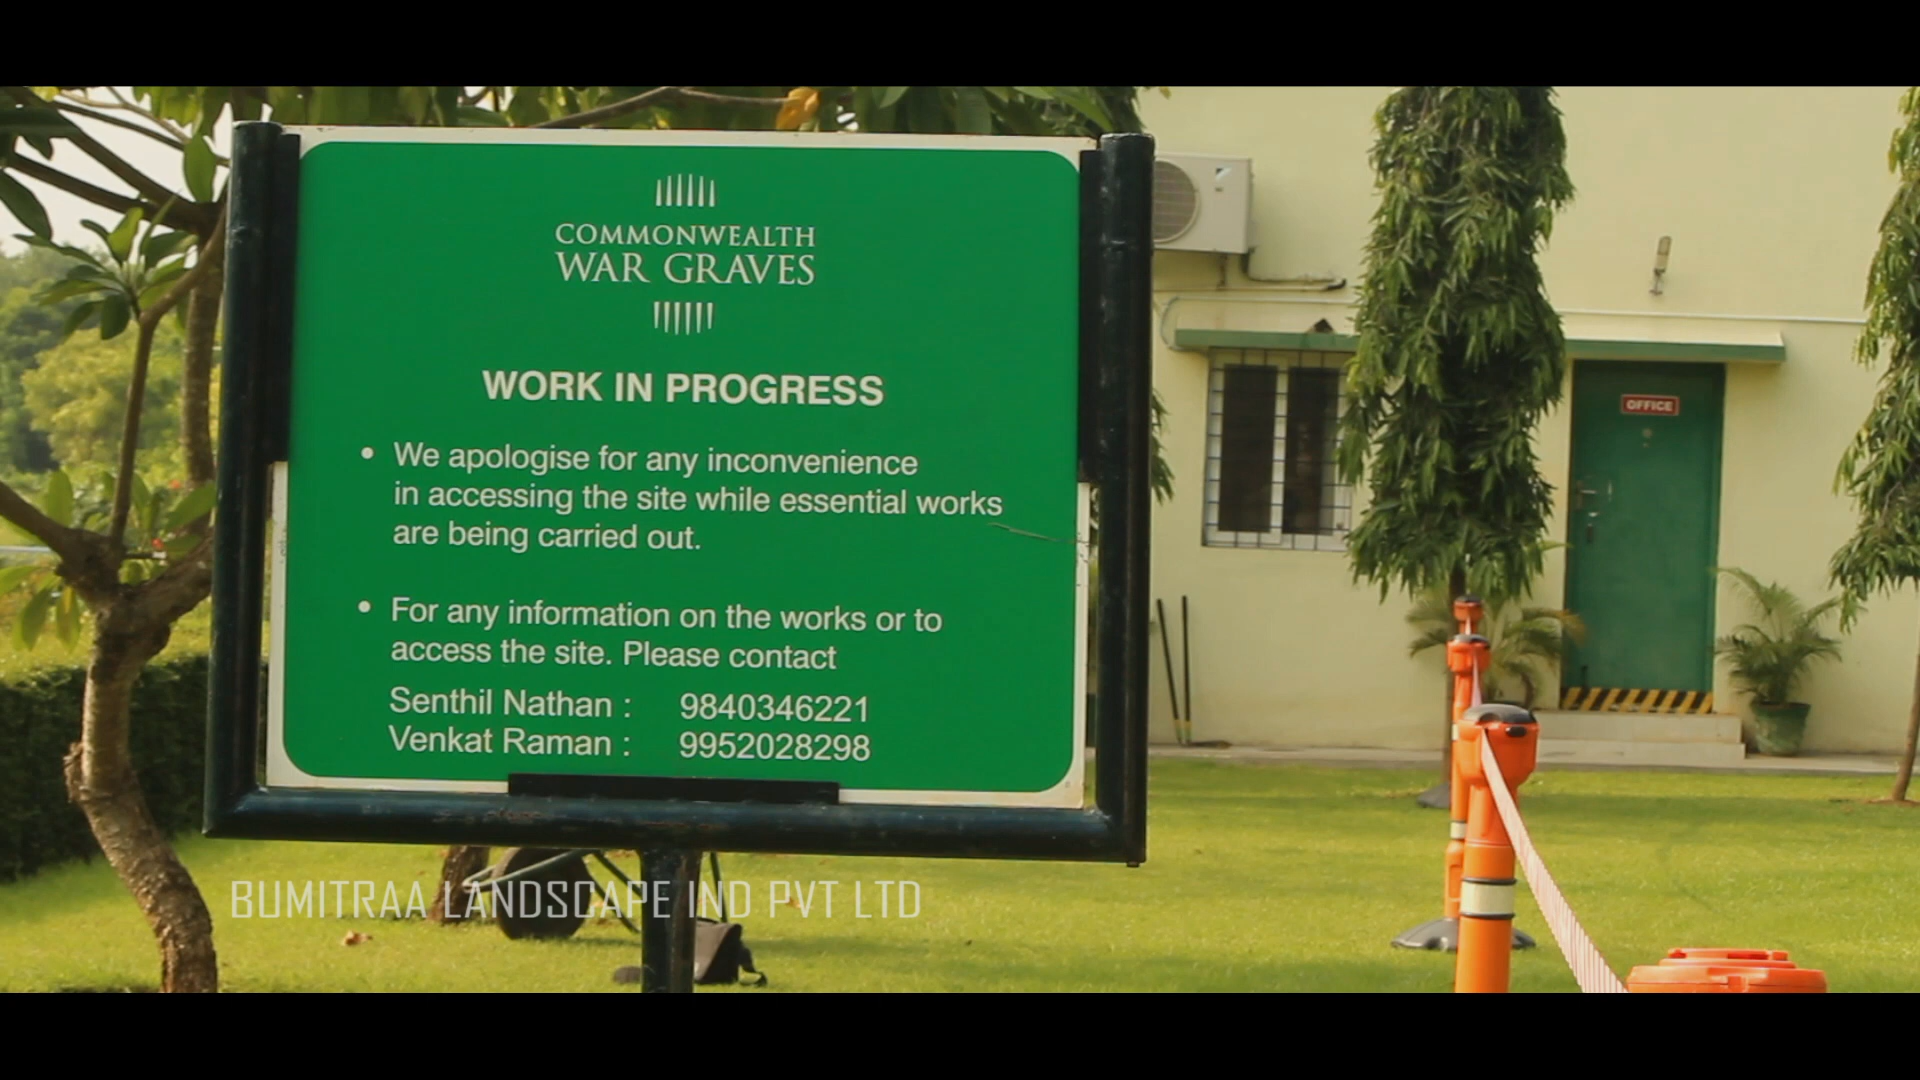 COMMONWEALTH
WAR GRAVES
WORK IN PROGRESS
• We apologise for any inconvenience
in accessing the site while essential works
are being carried out.
• For any information on the works or to
access the site. Please contact
Senthil Nathan : 9840346221
Venkat Raman : 9952028298
OFFICE
BUMITRAA LANDSCAPE IND PVT LTD